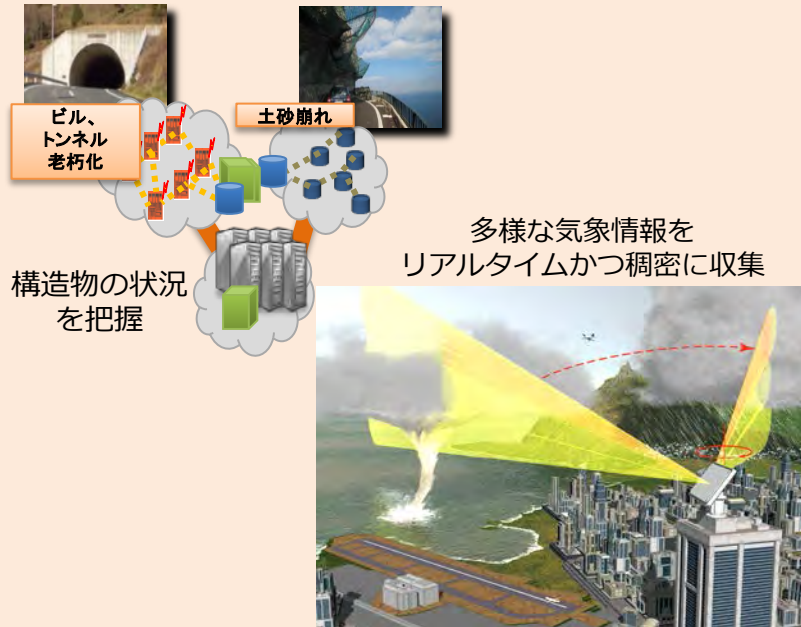 ビル、
トンネル
老朽化
土砂崩れ
構造物の状況
を把握
多様な気象情報を
リアルタイムかつ稠密に収集